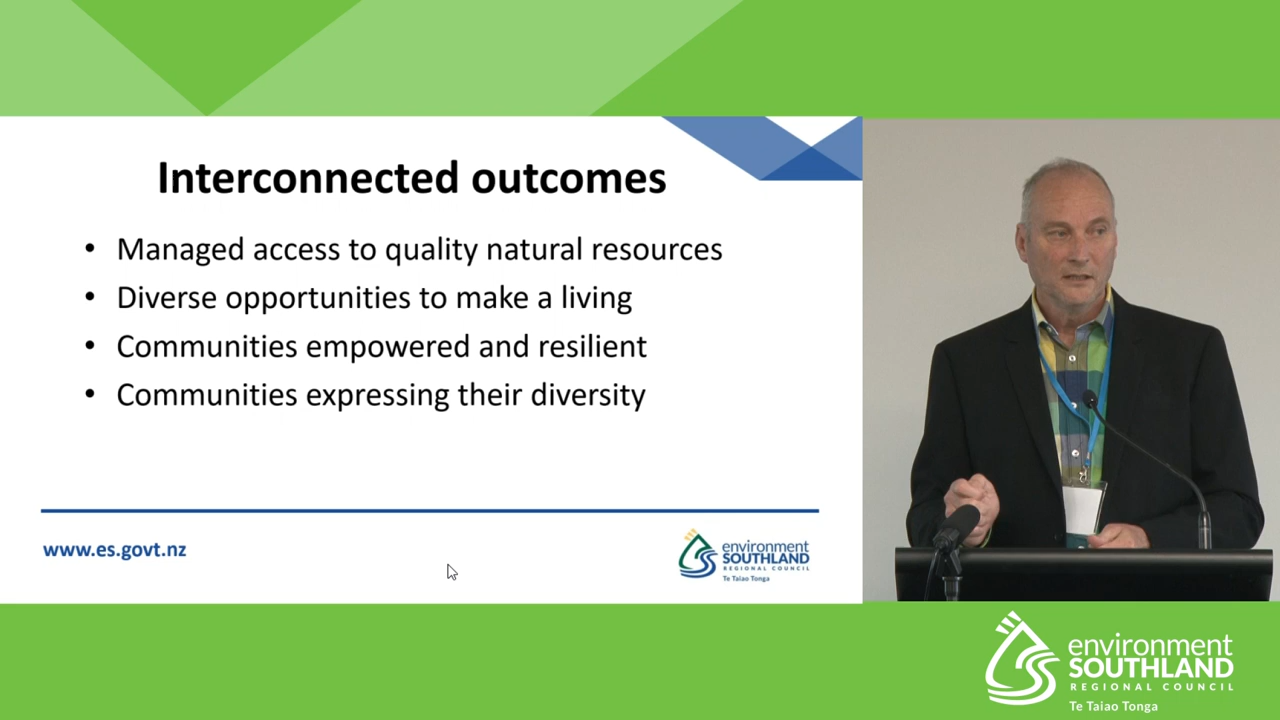 Interconnected outcomes
• Managed access to quality natural resources
• Diverse opportunities to make a living
• Communities empowered and resilient
• Communities expressing their diversity
www.es.govt.nz
environment
SOUTHLAND
REGIONAL COUNCIL
Te Taiao Tonga
environment
SOUTHLAND
REGIONAL COUNCIL
Te Taiao Tonga